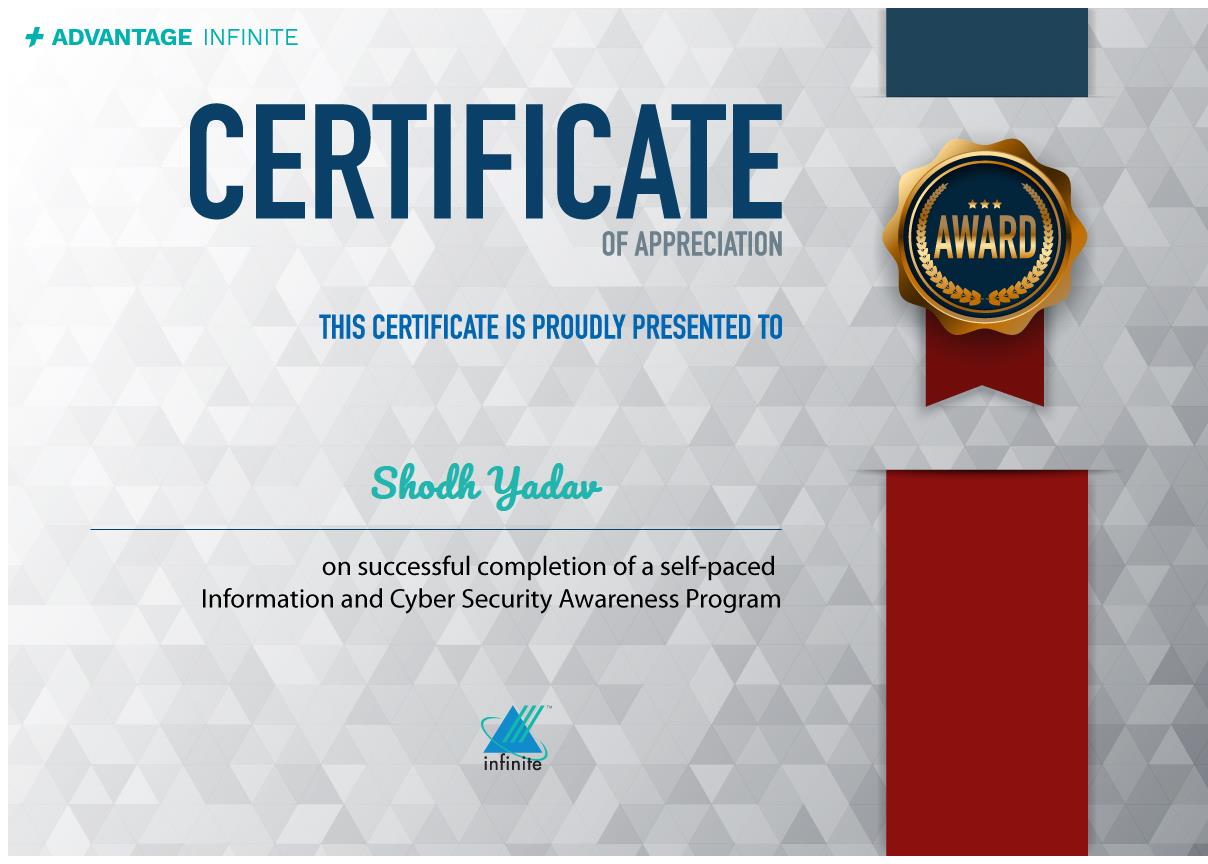 ADVANTAGE INFINITE
CERTIFICATE
OF APPRECIATION
AWARD
THIS CERTIFICATE IS PROUDLY PRESENTED TO
Shodh Yadav
on successful completion of a self-paced
Information and Cyber Security Awareness Program
TM
infinite